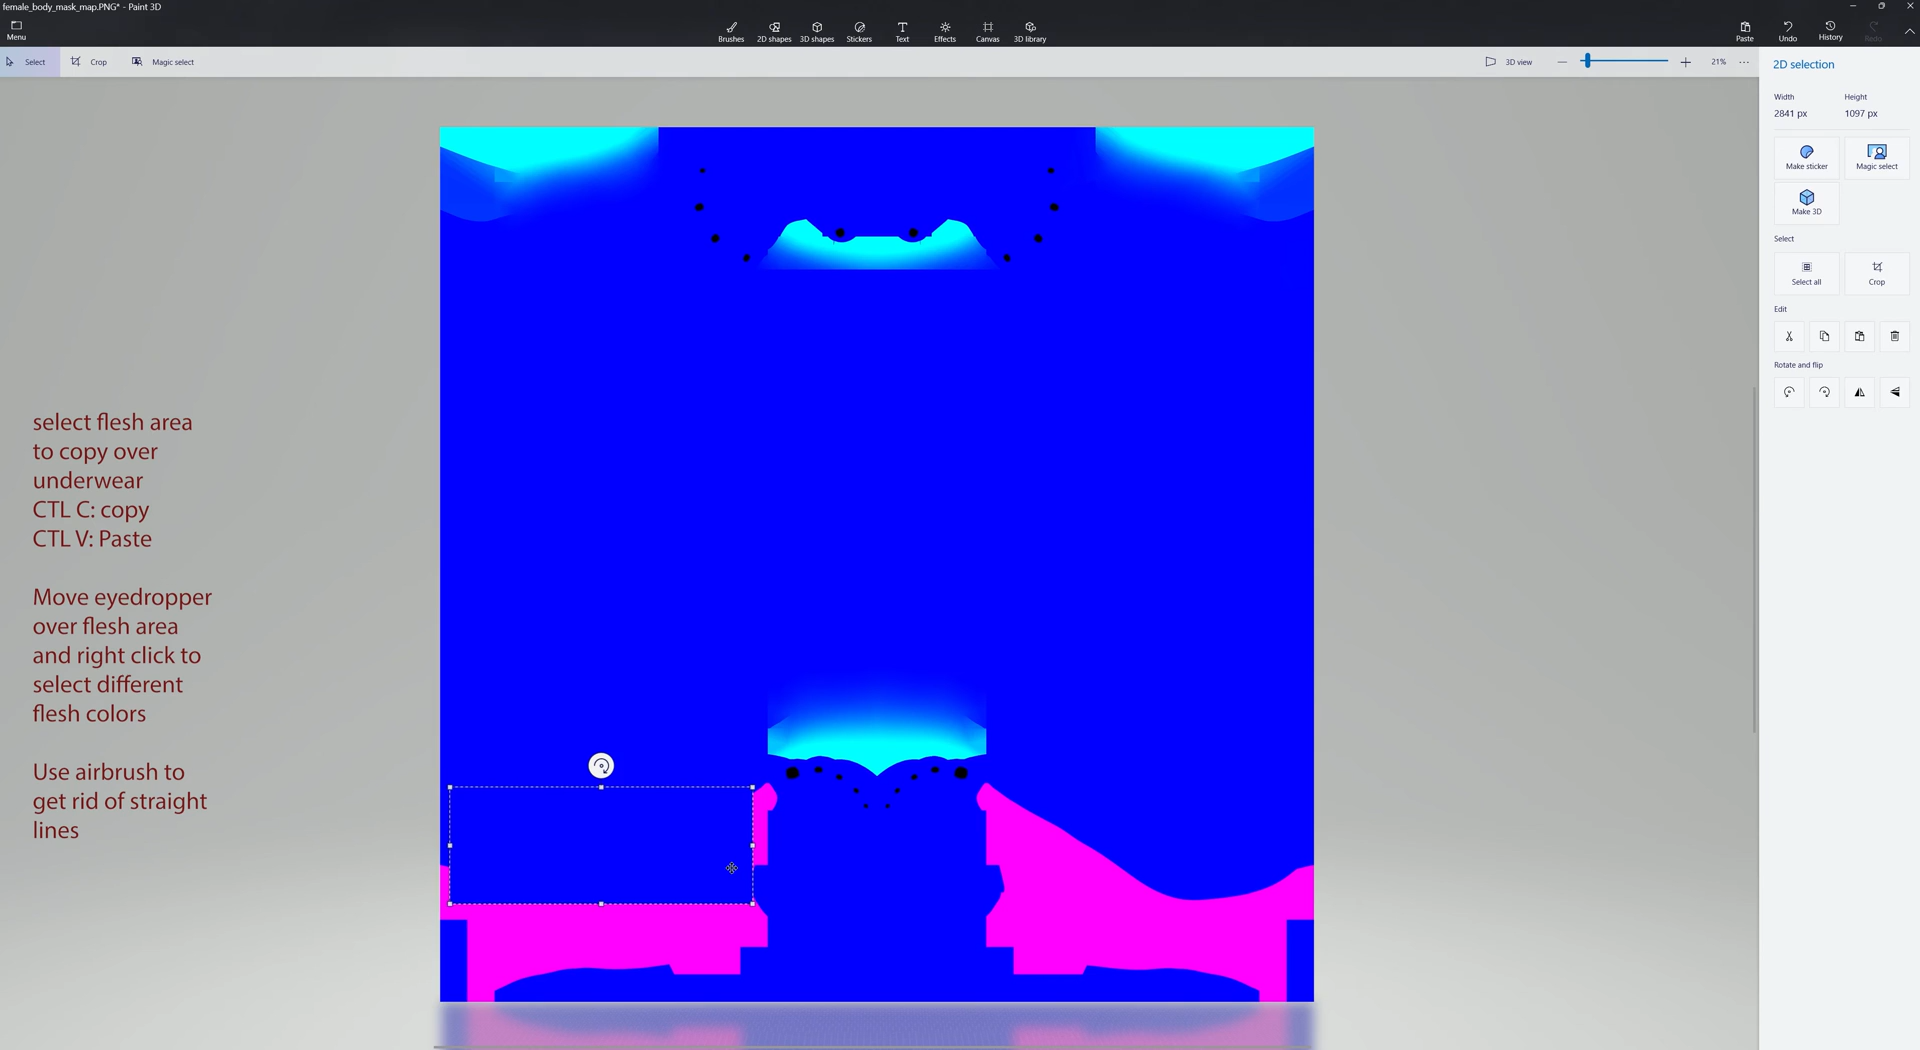 female_body_mask_map.PNG* - Paint 3D
Menu
Brushes
2D shapes
3D shapes
Stickers
Text
Effects
Canvas
3D library
Paste
Undo
History
Redo
Select
Crop
Magic select
3D view
21%
2D selection
Width
Height
2841 px
1097 px
Make sticker
Magic select
Make 3D
Select
Select all
Crop
Edit
Rotate and flip
select flesh area
to copy over
underwear
CTL C: copy
CTL V: Paste
Move eyedropper
over flesh area
and right click to
select different
flesh colors
Use airbrush to
get rid of straight
lines